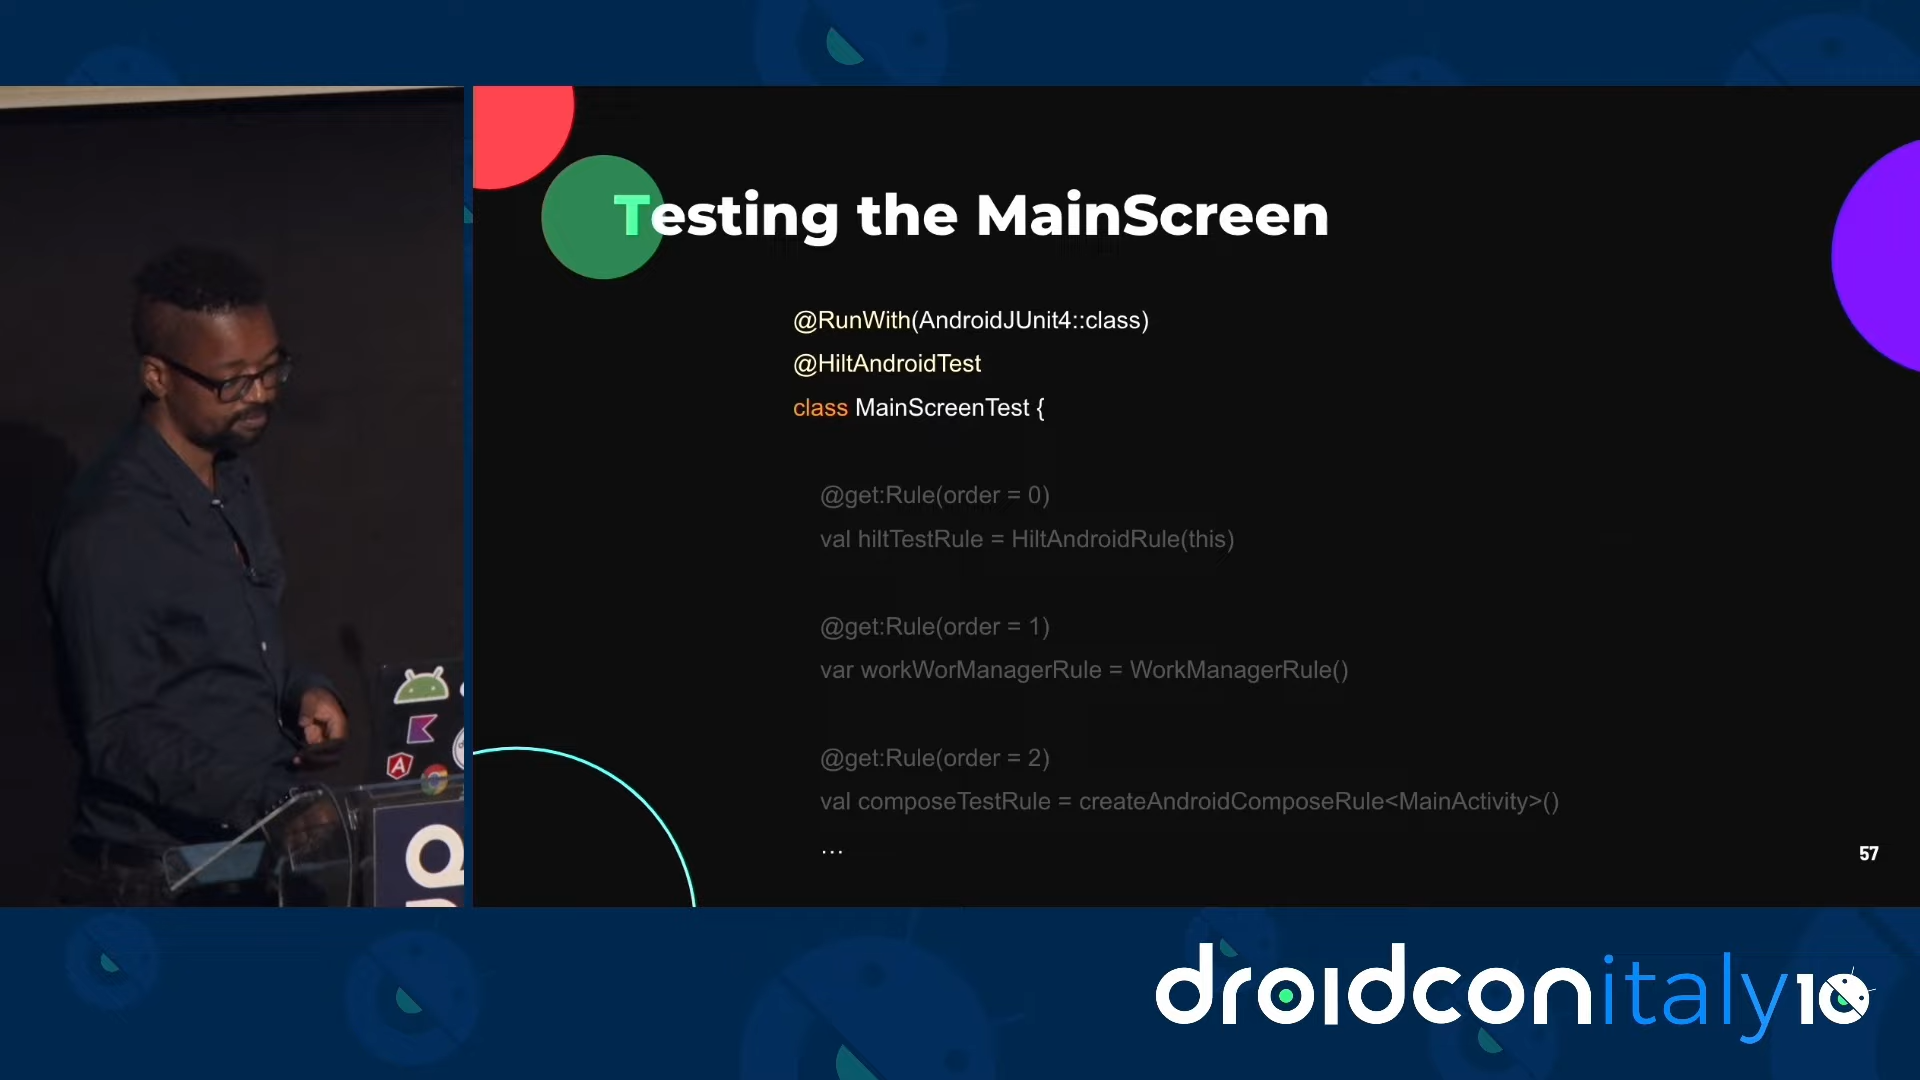 Testing the MainScreen
@RunWith(AndroidJUnit4::class)
@HiltAndroidTest
class MainScreenTest {
@get:Rule(order = 0)
val hiltTestRule = HiltAndroidRule(this)
@get:Rule(order = 1)
var workWorManagerRule = WorkManagerRule()
@get:Rule(order = 2)
val composeTestRule = createAndroidComposeRule<MainActivity>()
...
57
droidconitaly10